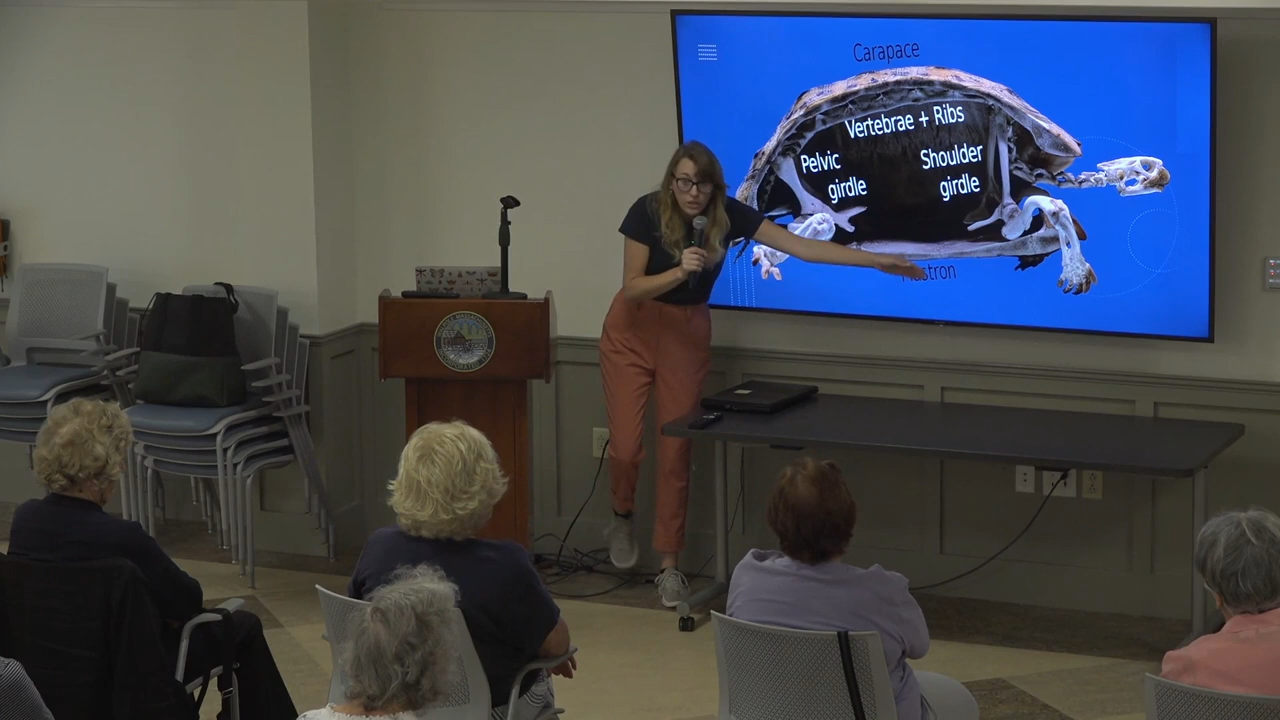 Carapace
Vertebrae + Ribs
Pelvic
girdle
Shoulder
girdle